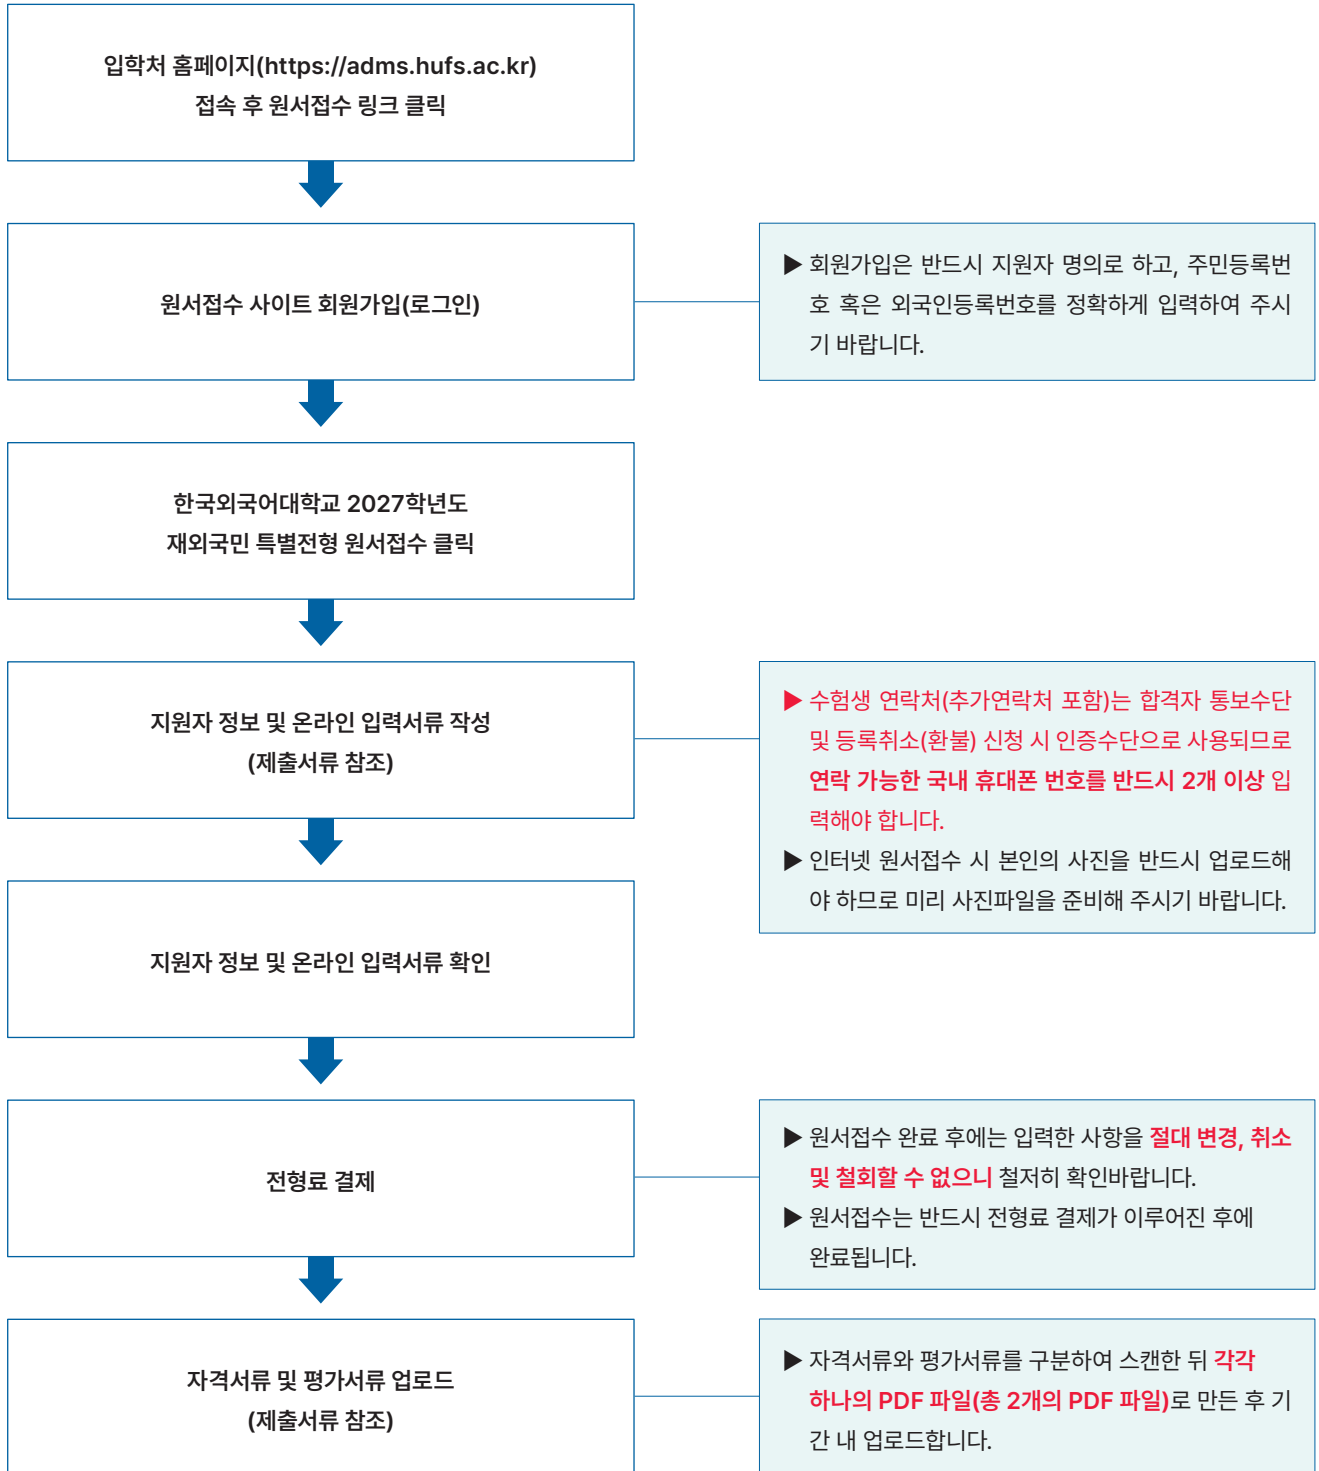 입학처 홈페이지(https://adms.hufs.ac.kr)
접속 후 원서접수 링크 클릭
원서접수 사이트 회원가입(로그인)
▶ 회원가입은 반드시 지원자 명의로 하고, 주민등록번
호 혹은 외국인등록번호를 정확하게 입력하여 주시
기 바랍니다.
한국외국어대학교 2027학년도
재외국민 특별전형 원서접수 클릭
지원자 정보 및 온라인 입력서류 작성
(제출서류 참조)
▶ 수험생 연락처(추가연락처 포함)는 합격자 통보수단
및 등록취소(환불) 신청 시 인증수단으로 사용되므로
연락 가능한 국내 휴대폰 번호를 반드시 2개 이상 입
력해야 합니다.
▶ 인터넷 원서접수 시 본인의 사진을 반드시 업로드해
야 하므로 미리 사진파일을 준비해 주시기 바랍니다.
지원자 정보 및 온라인 입력서류 확인
전형료 결제
▶ 원서접수 완료 후에는 입력한 사항을 절대 변경, 취소
및 철회할 수 없으니 철저히 확인바랍니다.
▶ 원서접수는 반드시 전형료 결제가 이루어진 후에
완료됩니다.
자격서류 및 평가서류 업로드
(제출서류 참조)
▶ 자격서류와 평가서류를 구분하여 스캔한 뒤 각각
하나의 PDF 파일(총 2개의 PDF 파일)로 만든 후 기
간 내 업로드합니다.